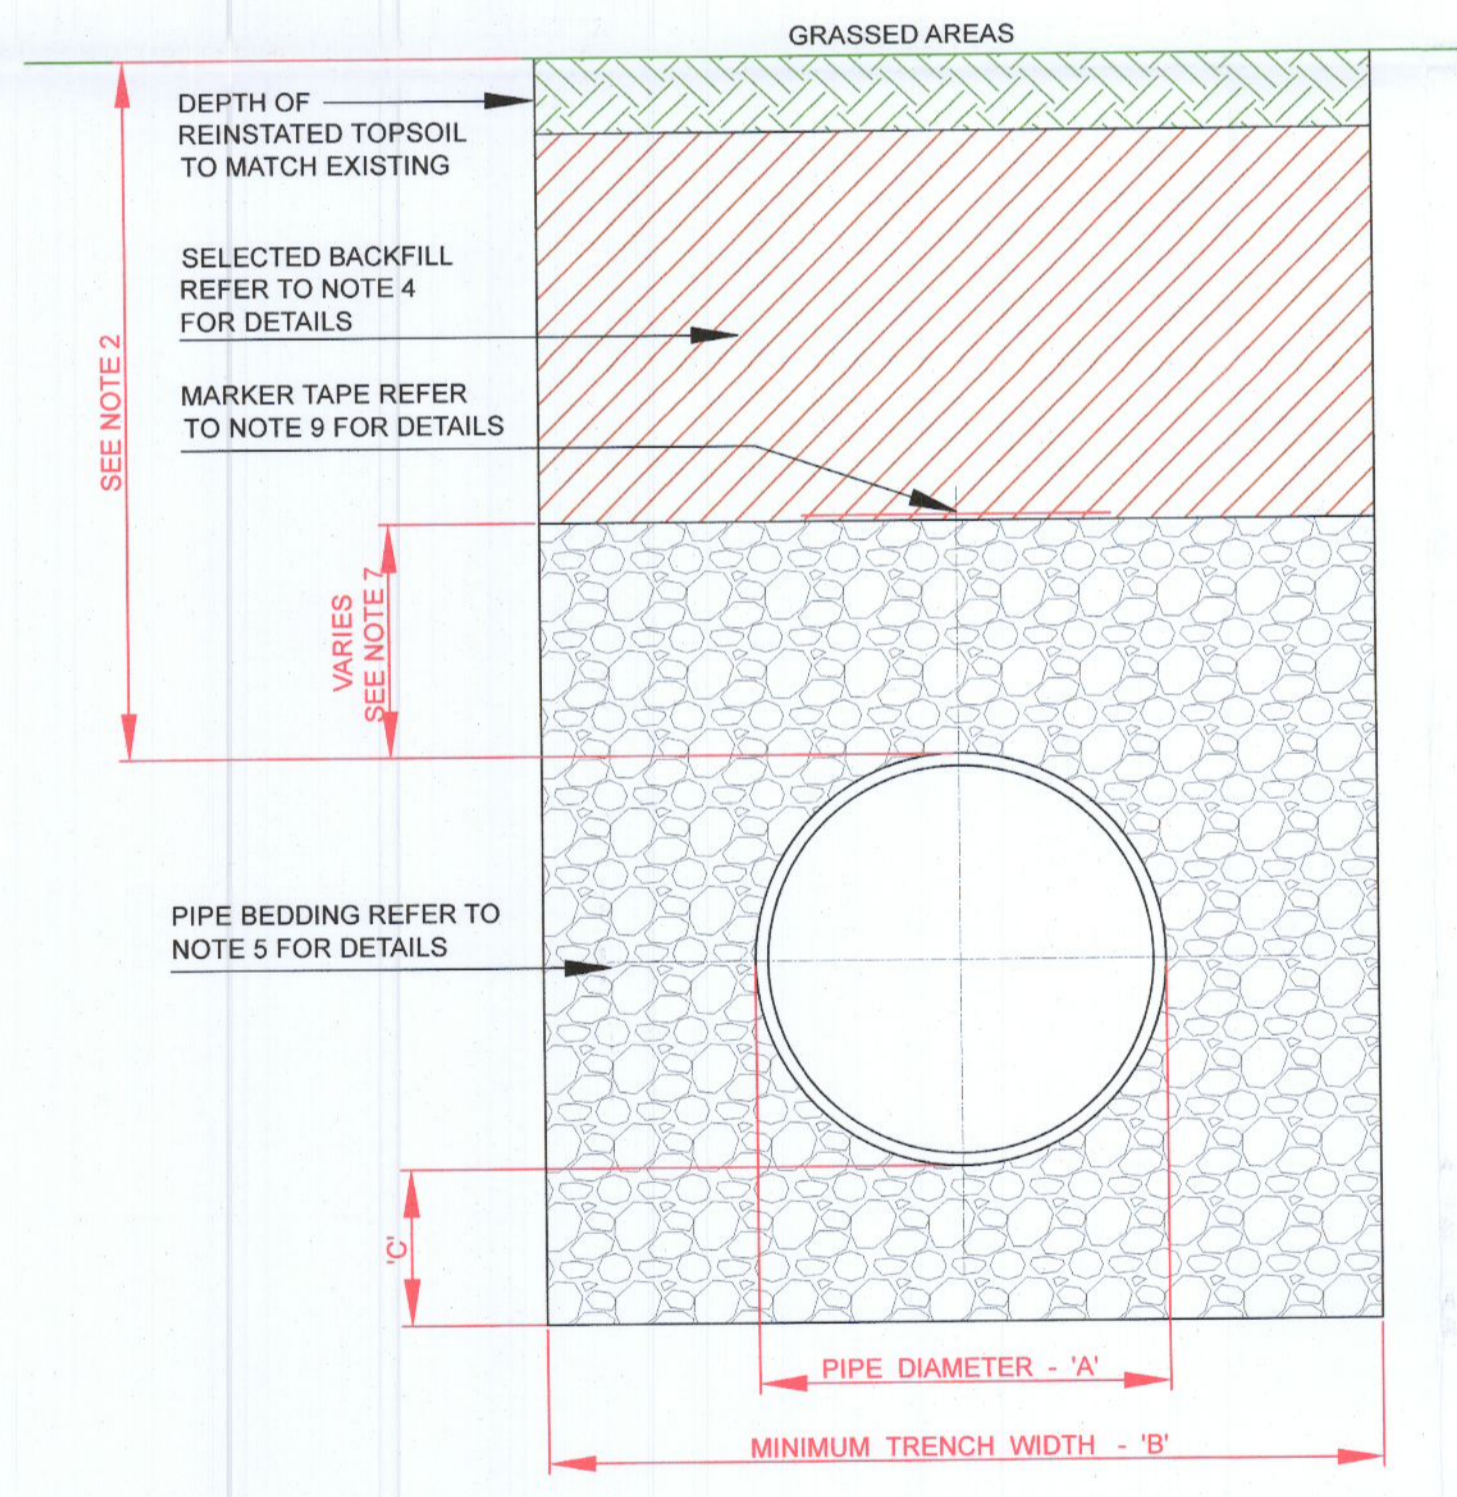 GRASSED AREAS
DEPTH OF
REINSTATED TOPSOIL
TO MATCH EXISTING
SELECTED BACKFILL
REFER TO NOTE 4
FOR DETAILS
MARKER TAPE REFER
TO NOTE 9 FOR DETAILS
SEE NOTE 2
VARIES
SEE NOTE 7
PIPE BEDDING REFER TO
NOTE 5 FOR DETAILS
'C'
PIPE DIAMETER - 'A'
MINIMUM TRENCH WIDTH - 'B'